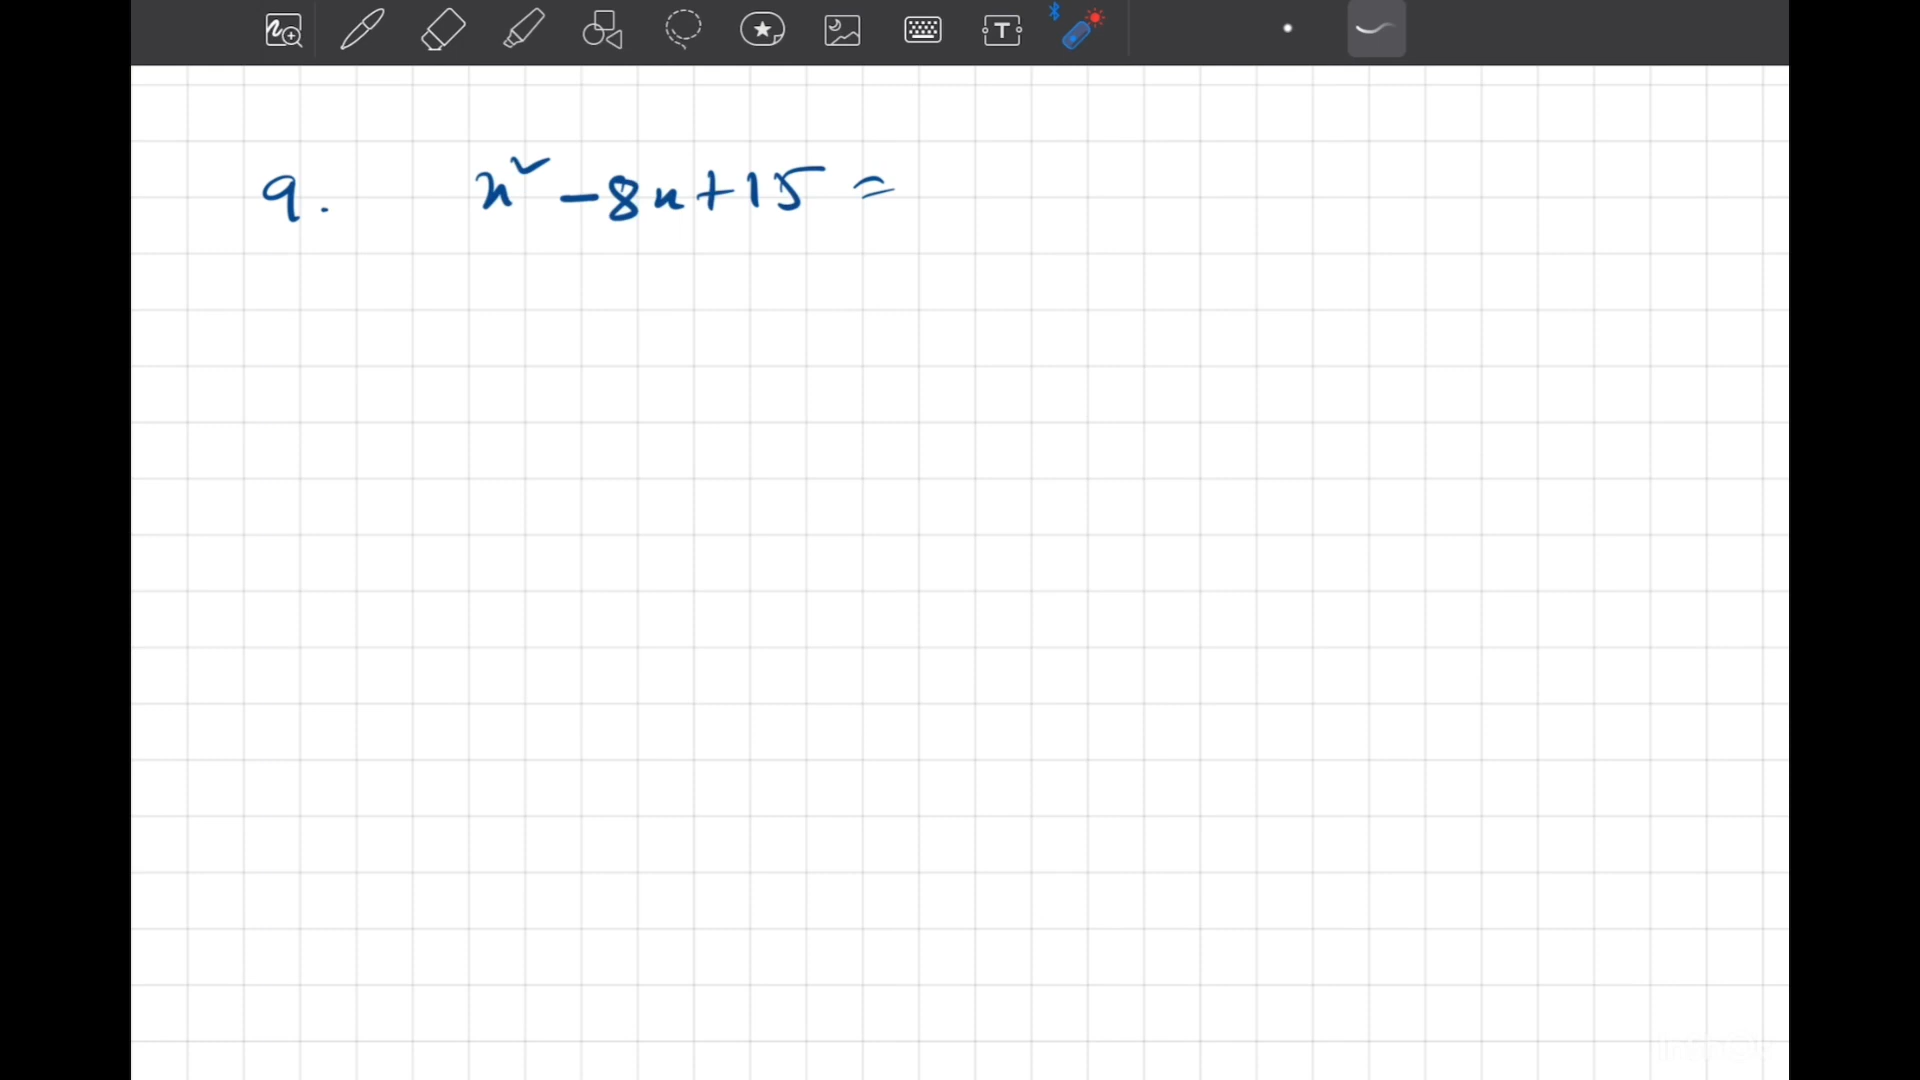 9. x² - 8x + 15 =